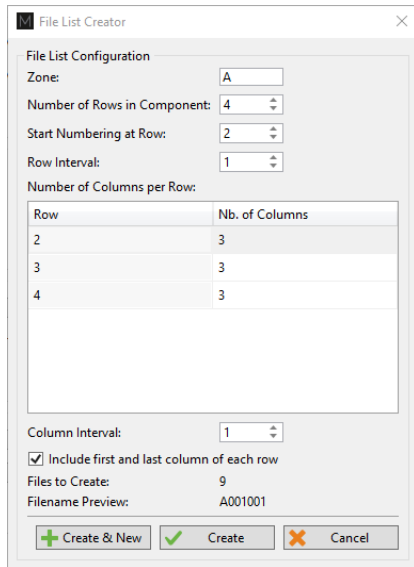 M File List Creator
File List Configuration
Zone: A
Number of Rows in Component: 4
Start Numbering at Row: 2
Row Interval: 1
Number of Columns per Row:
Row Nb. of Columns
2 3
3 3
4 3
Column Interval: 1
Include first and last column of each row
Files to Create: 9
Filename Preview: A001001
Create & New Create Cancel